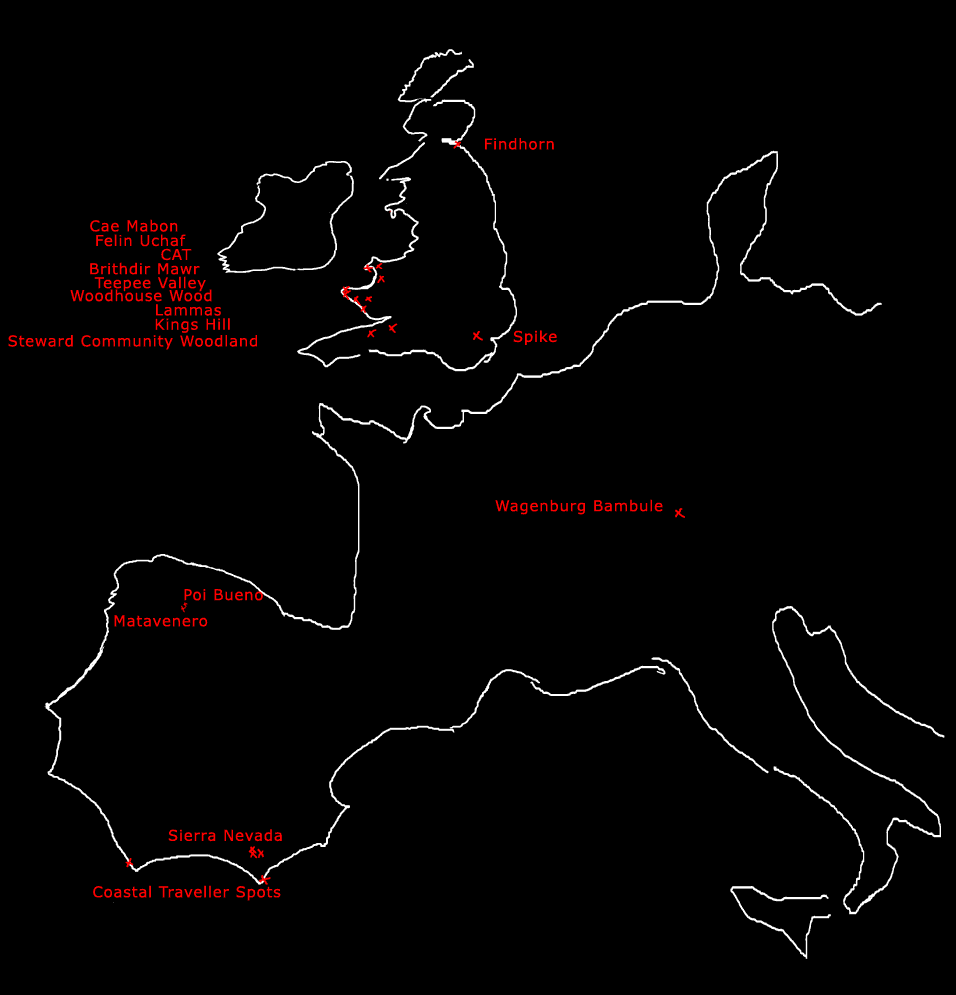 Findhorn
Cae Mabon
Felin Uchaf
CAT
Brithdir Mawr
Teepee Valley
Woodhouse Wood
Lammas
Kings Hill
Steward Community Woodland
Spike
Wagenburg Bambule
Poi Bueno
Matavenero
Sierra Nevada
Coastal Traveller Spots